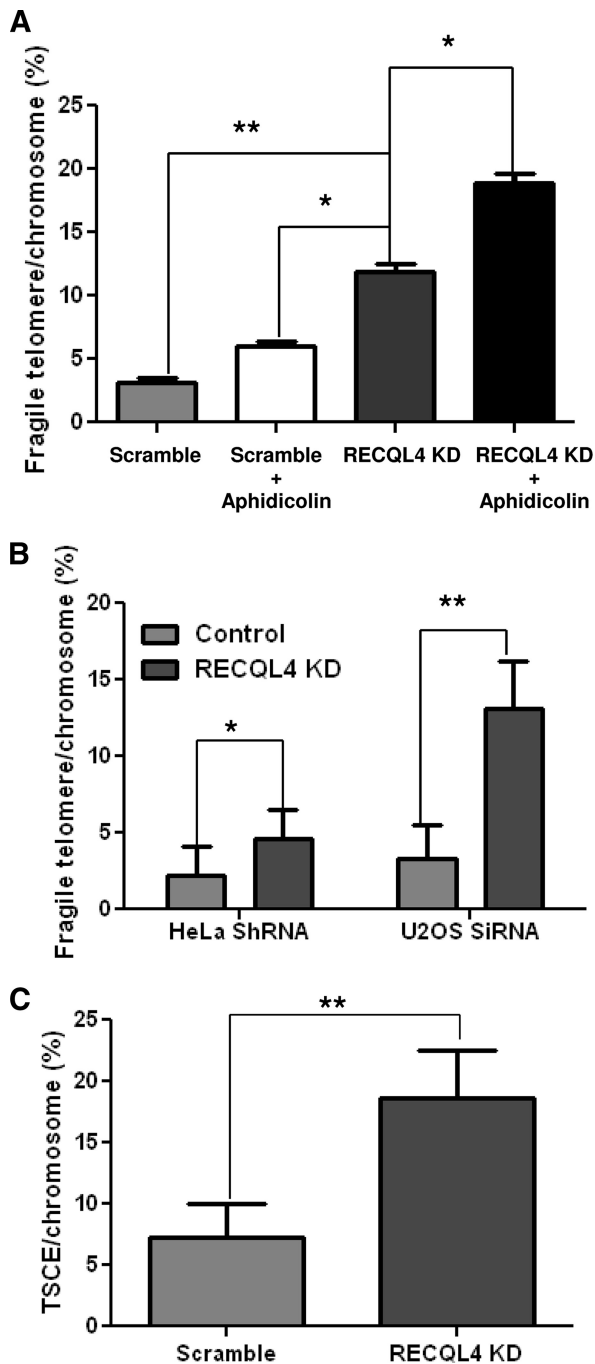 A
Fragile telomere/chromosome (%)
25
20
15
10
5
0
**
*
*
Scramble
Scramble
+
Aphidicolin
RECQL4 KD
RECQL4 KD
+
Aphidicolin
B
Fragile telomere/chromosome (%)
20
15
10
5
0
Control
RECQL4 KD
*
**
HeLa ShRNA
U2OS SiRNA
C
TSCE/chromosome (%)
25
20
15
10
5
0
**
Scramble
RECQL4 KD